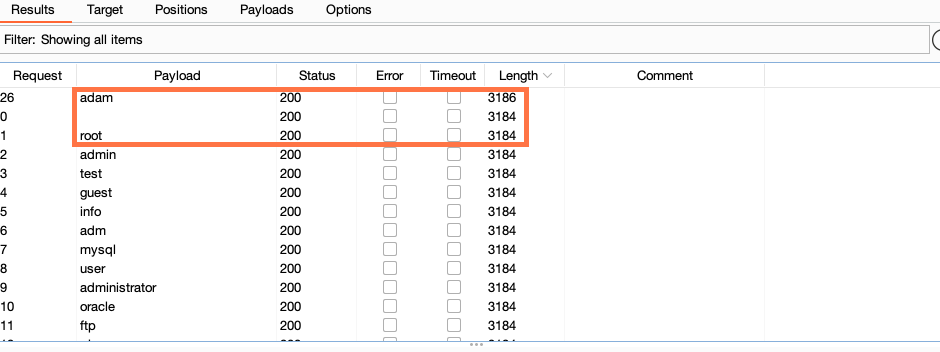 Results Target Positions Payloads Options
Filter: Showing all items
Request Payload Status Error Timeout Length Comment
26 adam 200 3186
0 200 3184
1 root 200 3184
2 admin 200 3184
3 test 200 3184
4 guest 200 3184
5 info 200 3184
6 adm 200 3184
7 mysql 200 3184
8 user 200 3184
9 administrator 200 3184
10 oracle 200 3184
11 ftp 200 3184